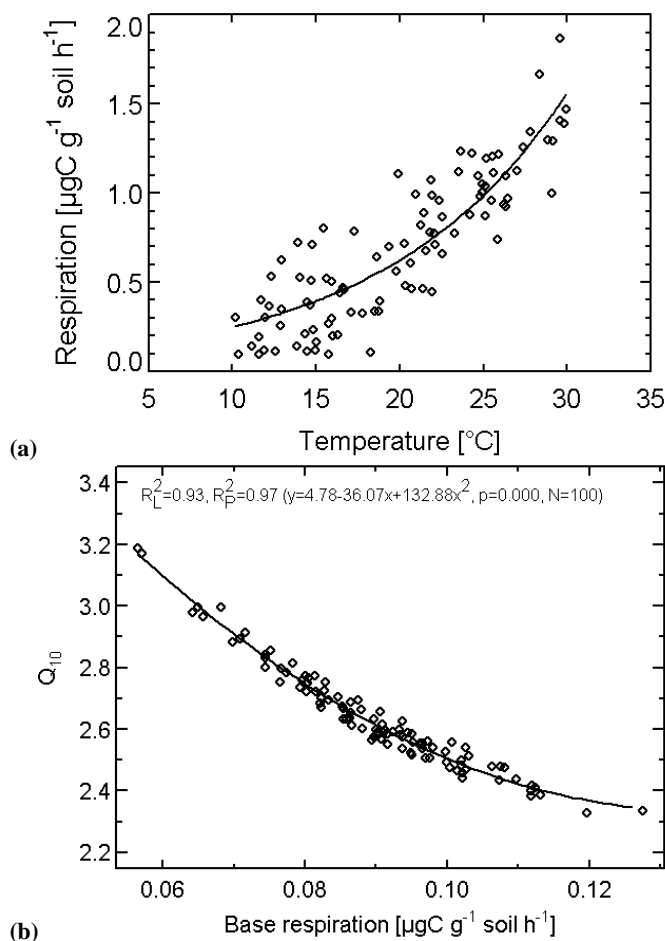 2.0
1.5
1.0
0.5
0.0
Respiration [µgC g⁻¹ soil h⁻¹]
5 10 15 20 25 30 35
Temperature [°C]
(a)
3.4
3.2
3.0
2.8
2.6
2.4
2.2
Q₁₀
R²_L=0.93, R²_P=0.97 (y=4.78-36.07x+132.88x², p=0.000, N=100)
0.06 0.08 0.10 0.12
Base respiration [µgC g⁻¹ soil h⁻¹]
(b)